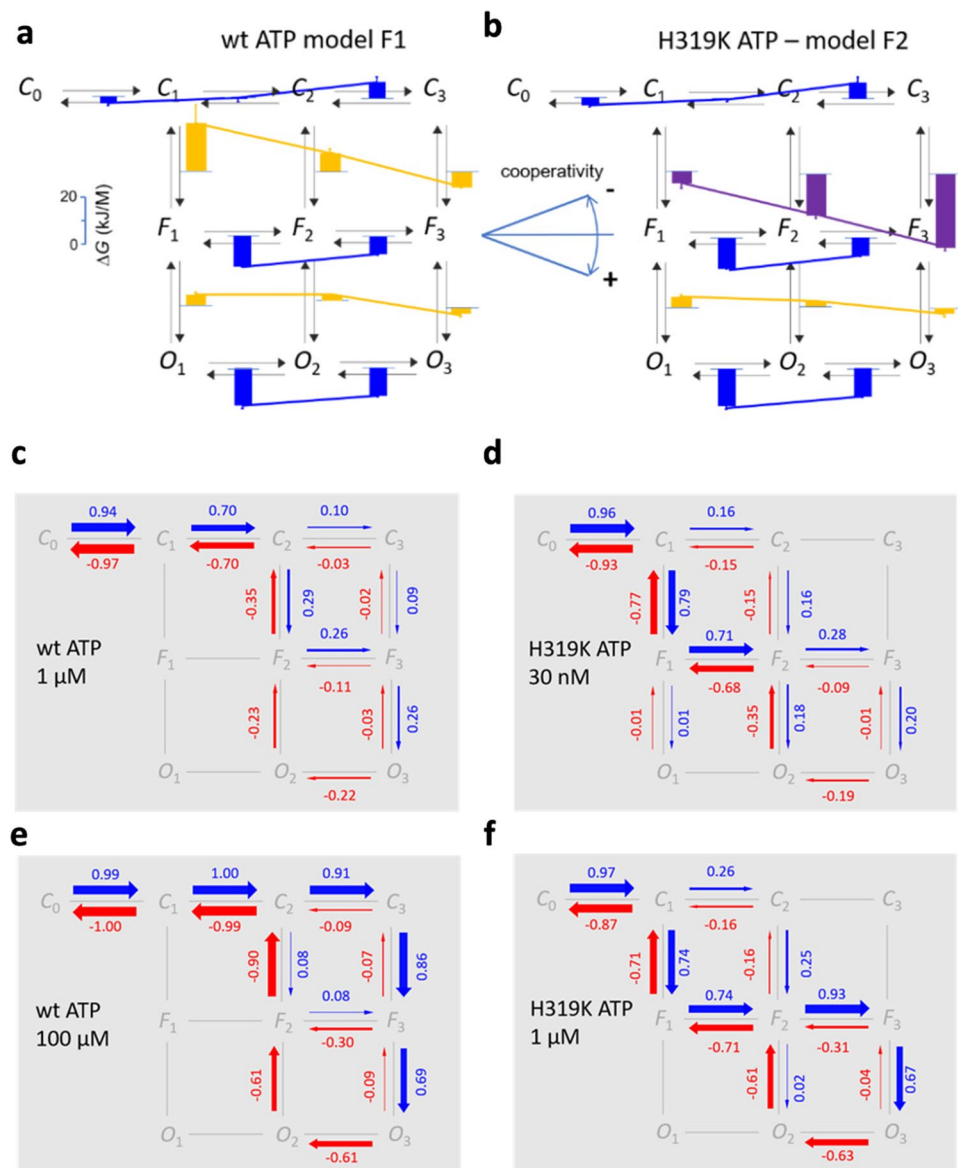 a
wt ATP model F1
b
H319K ATP – model F2
C0 C1 C2 C3
C0 C1 C2 C3
cooperativity
-
+
20
0
ΔG (kJ/M)
F1 F2 F3
F1 F2 F3
O1 O2 O3
O1 O2 O3
c
0.94 0.70 0.10
C0 C1 C2 C3
-0.97 -0.70 -0.03
-0.35 0.29 -0.02 0.09
wt ATP
1 µM
0.26
F1 F2 F3
-0.11
-0.23 -0.03 0.26
O1 O2 O3
-0.22
d
0.96 0.16
C0 C1 C2 C3
-0.93 -0.15
-0.77 0.79 -0.15 0.16
H319K ATP
30 nM
0.71 0.28
F1 F2 F3
-0.68 -0.09
-0.01 0.01 -0.35 0.18 -0.01 0.20
O1 O2 O3
-0.19
e
0.99 1.00 0.91
C0 C1 C2 C3
-1.00 -0.99 -0.09
-0.90 0.08 -0.07 0.86
wt ATP
100 µM
0.08
F1 F2 F3
-0.30
-0.61 -0.09 0.69
O1 O2 O3
-0.61
f
0.97 0.26
C0 C1 C2 C3
-0.87 -0.16
-0.71 0.74 -0.16 0.25
H319K ATP
1 µM
0.74 0.93
F1 F2 F3
-0.71 -0.31
-0.61 0.02 -0.04 0.67
O1 O2 O3
-0.63